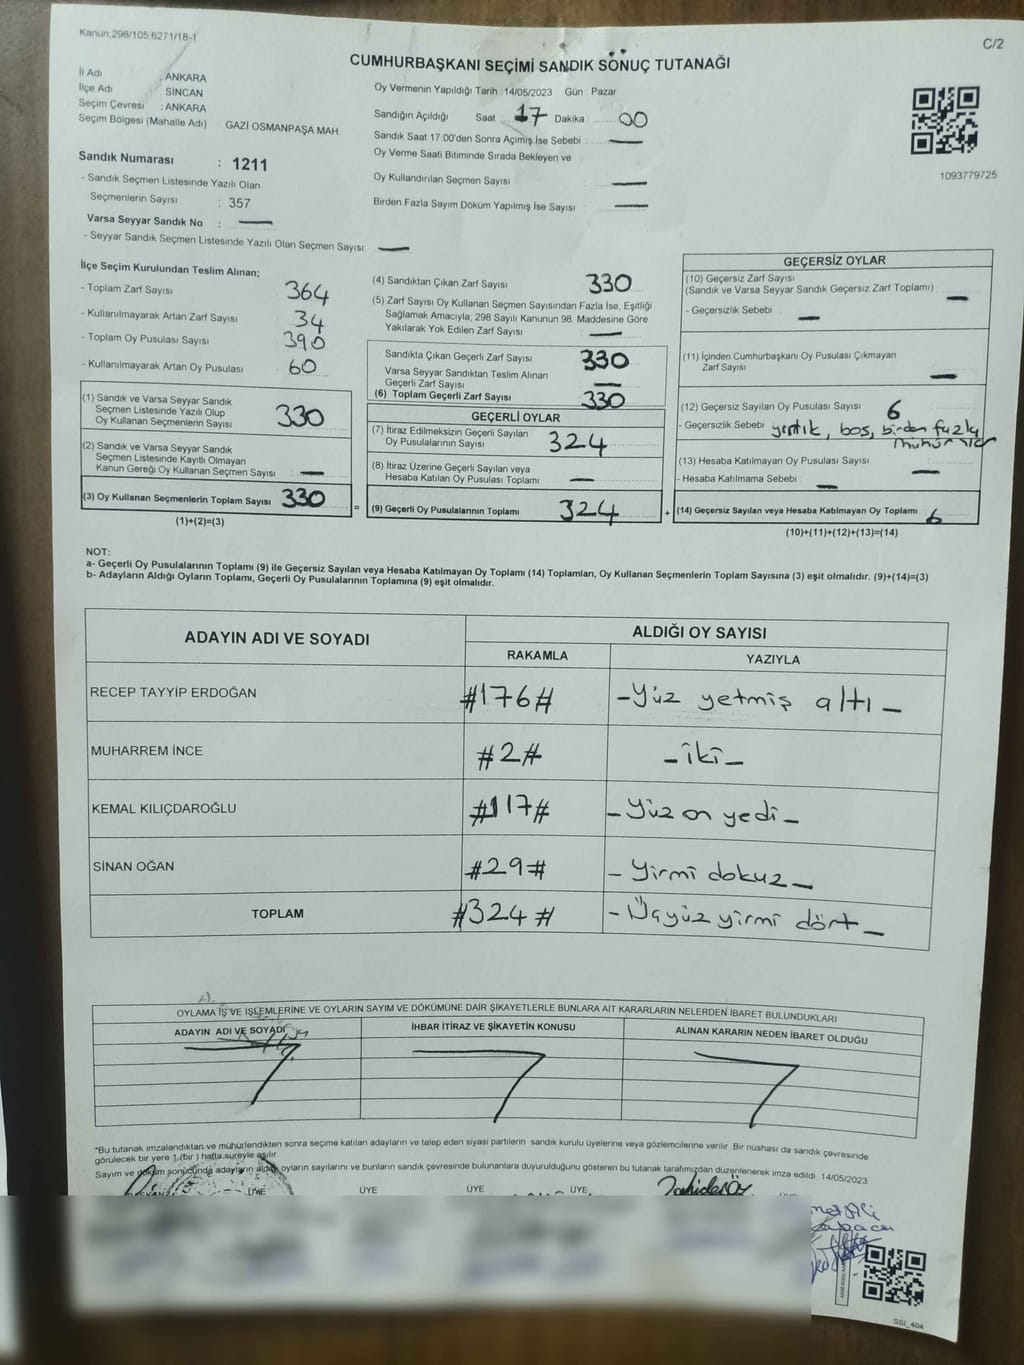 Kanun;298/105,6271/18-1
C/2
CUMHURBAŞKANI SEÇİMİ SANDIK SONUÇ TUTANAĞI
İl Adı : ANKARA
İlçe Adı : SİNCAN
Seçim Çevresi : ANKARA
Seçim Bölgesi (Mahalle Adı) : GAZİ OSMANPAŞA MAH
Sandık Numarası : 1211
- Sandık Seçmen Listesinde Yazılı Olan
Seçmenlerin Sayısı : 357
Varsa Seyyar Sandık No : —
- Seyyar Sandık Seçmen Listesinde Yazılı Olan Seçmen Sayısı: —
Oy Vermenin Yapıldığı Tarih :14/05/2023 Gün : Pazar
Sandığın Açıldığı Saat 17 Dakika : 00
Sandık Saat 17.00'den Sonra Açımış İse Sebebi : —
Oy Verme Saati Bitiminde Sırada Bekleyen ve
Oy Kullandırılan Seçmen Sayısı —
Birden Fazla Sayım Döküm Yapılmış İse Sayısı —
1093779725
İlçe Seçim Kurulundan Teslim Alınan;
- Toplam Zarf Sayısı 364
- Kullanılmayarak Artan Zarf Sayısı 34
- Toplam Oy Pusulası Sayısı 390
- Kullanılmayarak Artan Oy Pusulası 60
(1) Sandık ve Varsa Seyyar Sandık
Seçmen Listesinde Yazılı Olup
Oy Kullanan Seçmenlerin Sayısı 330
(2) Sandık ve Varsa Seyyar Sandık
Seçmen Listesinde Kayıtlı Olmayan
Kanun Gereği Oy Kullanan Seçmen Sayısı —
(3) Oy Kullanan Seçmenlerin Toplam Sayısı 330
(1)+(2)=(3)
=
(4) Sandıktan Çıkan Zarf Sayısı 330
(5) Zarf Sayısı Oy Kullanan Seçmen Sayısından Fazla İse, Eşitliği
Sağlamak Amacıyla, 298 Sayılı Kanunun 98. Maddesine Göre
Yakılarak Yok Edilen Zarf Sayısı —
Sandıkta Çıkan Geçerli Zarf Sayısı 330
Varsa Seyyar Sandıktan Teslim Alınan
Geçerli Zarf Sayısı —
(6) Toplam Geçerli Zarf Sayısı 330
GEÇERLİ OYLAR
(7) İtiraz Edilmeksizin Geçerli Sayılan
Oy Pusulalarının Sayısı 324
(8) İtiraz Üzerine Geçerli Sayılan veya
Hesaba Katılan Oy Pusulası Toplamı —
(9) Geçerli Oy Pusulalarının Toplamı 324
+
GEÇERSİZ OYLAR
(10) Geçersiz Zarf Sayısı
(Sandık ve Varsa Seyyar Sandık Geçersiz Zarf Toplamı) : —
- Geçersizlik Sebebi : —
(11) İçinden Cumhurbaşkanı Oy Pusulası Çıkmayan
Zarf Sayısı —
(12) Geçersiz Sayılan Oy Pusulası Sayısı 6
- Geçersizlik Sebebi : yırtık, boş, birden fazla
mühür var
(13) Hesaba Katılmayan Oy Pusulası Sayısı —
- Hesaba Katılmama Sebebi : —
(14) Geçersiz Sayılan veya Hesaba Katılmayan Oy Toplamı 6
(10)+(11)+(12)+(13)=(14)
NOT:
a- Geçerli Oy Pusulalarının Toplamı (9) ile Geçersiz Sayılan veya Hesaba Katılmayan Oy Toplamı (14) Toplamları, Oy Kullanan Seçmenlerin Toplam Sayısına (3) eşit olmalıdır. (9)+(14)=(3)
b- Adayların Aldığı Oyların Toplamı, Geçerli Oy Pusulalarının Toplamına (9) eşit olmalıdır.
ADAYIN ADI VE SOYADI
ALDIĞI OY SAYISI
RAKAMLA YAZIYLA
RECEP TAYYİP ERDOĞAN #176# -Yüz yetmiş altı-
MUHARREM İNCE #2# -iki-
KEMAL KILIÇDAROĞLU #117# -Yüz on yedi-
SİNAN OĞAN #29# -Yirmi dokuz-
TOPLAM #324# -Üçyüz yirmi dört-
OYLAMA İŞ VE İŞLEMLERİNE VE OYLARIN SAYIM VE DÖKÜMÜNE DAİR ŞİKAYETLERLE BUNLARA AİT KARARLARIN NELERDEN İBARET BULUNDUKLARI
ADAYIN ADI VE SOYADI İHBAR İTİRAZ VE ŞİKAYETİN KONUSU ALINAN KARARIN NEDEN İBARET OLDUĞU
*Bu tutanak imzalandıktan ve mühürlendikten sonra seçime katılan adayların ve talep eden siyasi partilerin sandık kurulu üyelerine veya gözlemcilerine verilir. Bir nüshası da sandık çevresinde
görülecek bir yere 1 (bir) hafta süreyle asılır.
Sayım ve döküm sonucunda adayların aldığı oyların sayılarını ve bunların sandık çevresinde bulunanlara duyurulduğunu gösteren bu tutanak tarafımızdan düzenlenerek imza edildi. 14/05/2023
ÜYE ÜYE ÜYE ÜYE
SSI_404